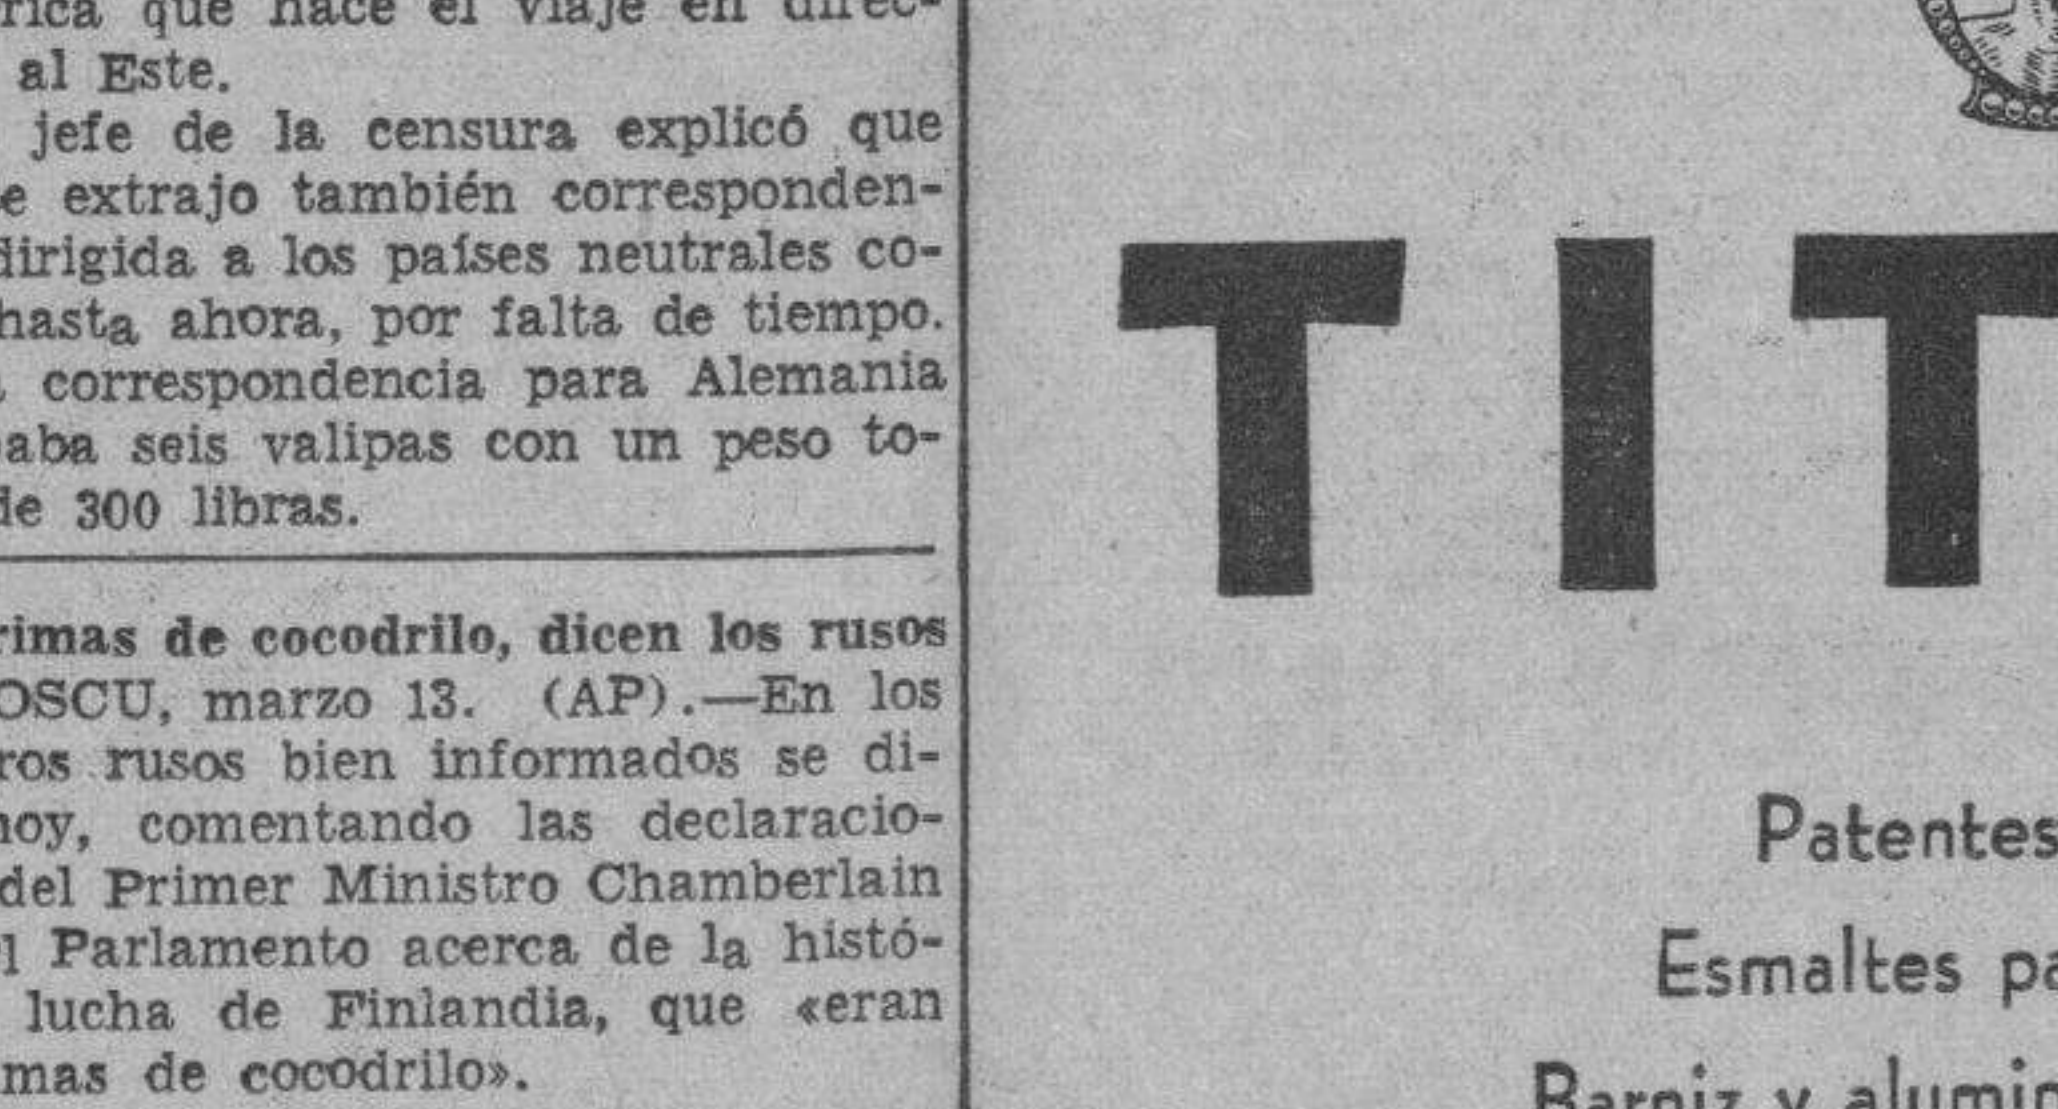 rica que hace el viaje en direc-
al Este.
jefe de la censura explicó que
e extrajo también corresponden-
dirigida a los países neutrales co-
hasta ahora, por falta de tiempo.
correspondencia para Alemania
aba seis valipas con un peso to-
de 300 libras.
rimas de cocodrilo, dicen los rusos
OSCU, marzo 13. (AP).—En los
ros rusos bien informados se di-
hoy, comentando las declaracio-
del Primer Ministro Chamberlain
l Parlamento acerca de la histó-
lucha de Finlandia, que «eran
mas de cocodrilo».
TIT
Patentes
Esmaltes pa
Barniz y alumin